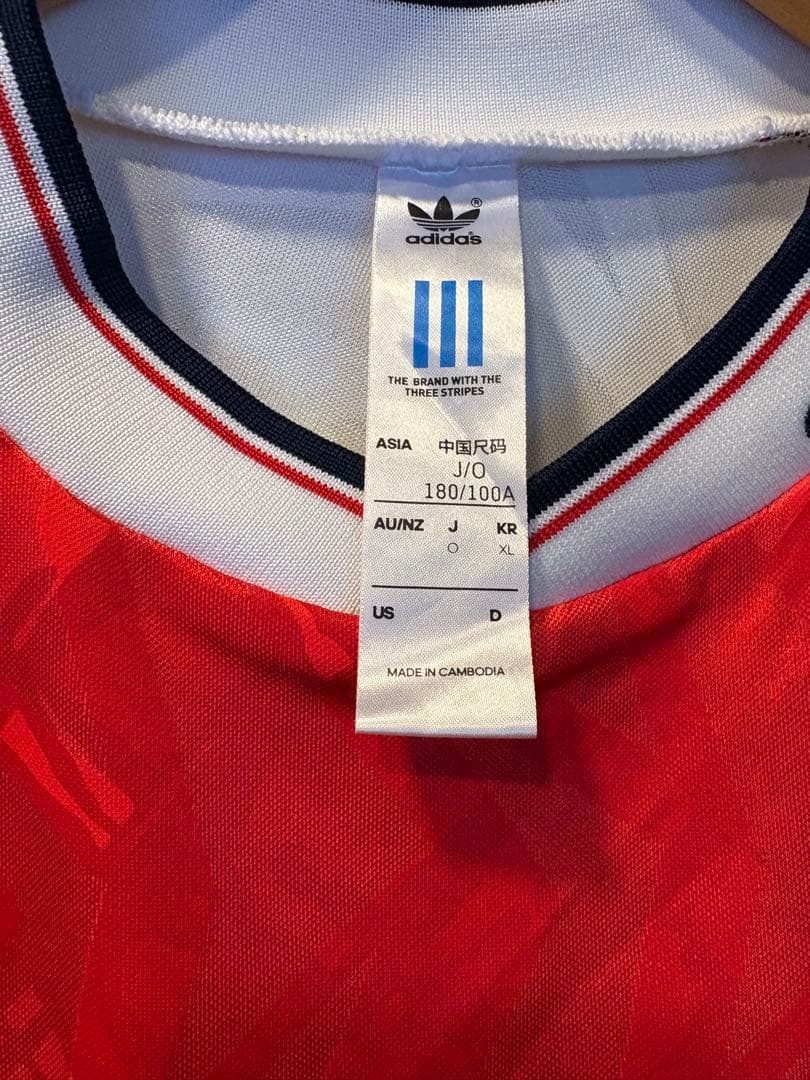 adidas®
THE BRAND WITH THE
THREE STRIPES
ASIA 中国尺码
J/O
180/100A
AU/NZ J KR
O XL
US D
MADE IN CAMBODIA